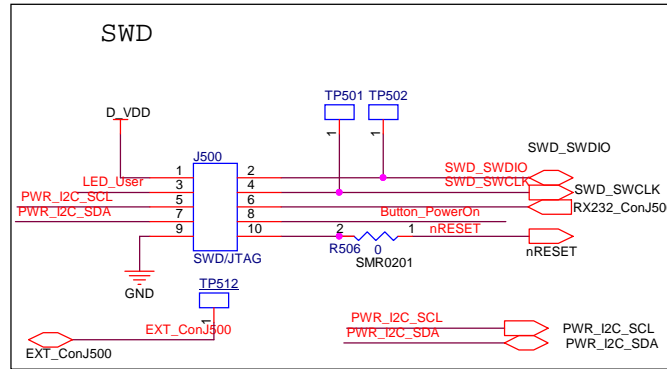 SWD
TP501 TP502
D_VDD
1 1
SWD_SWDIO
J500
1 2 SWD_SWDIO
LED_User 3 4 SWD_SWCLK SWD_SWCLK
PWR_I2C_SCL 5 6 RX232_ConJ500
PWR_I2C_SDA 7 8 Button_PowerOn
9 10 2 1 nRESET
SWD/JTAG R506 0 nRESET
SMR0201
GND TP512
1
EXT_ConJ500
EXT_ConJ500
PWR_I2C_SCL PWR_I2C_SCL
PWR_I2C_SDA PWR_I2C_SDA